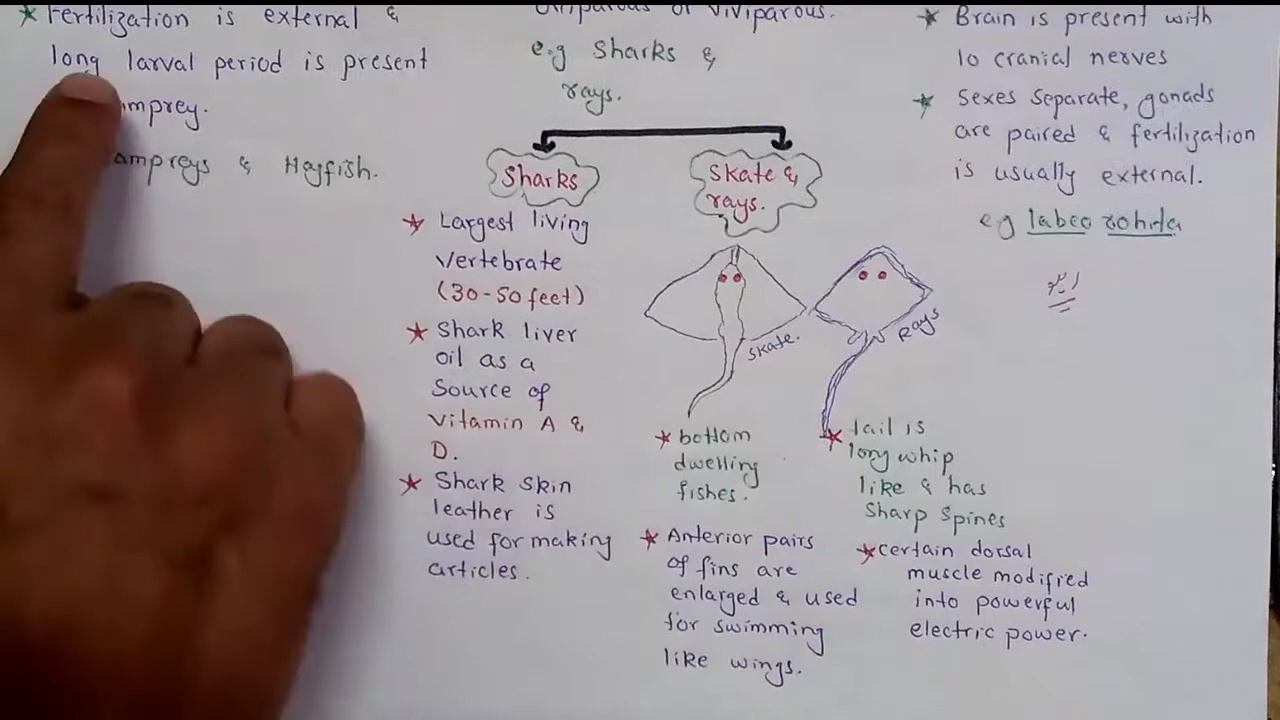 ★ Fertilization is external &
long larval period is present
mprey.
ampreys & Hagfish.
Oviparous or Viviparous.
e.g Sharks &
rays.
Sharks
★ Largest living
vertebrate
(30-50 feet)
★ Shark liver
oil as a
source of
vitamin A &
D.
★ Shark skin
leather is
used for making
articles.
Skate &
rays.
skate.
Rays
★ bottom
dwelling
fishes.
★ Anterior pairs
of fins are
enlarged & used
for swimming
like wings.
★ Tail is
long whip
like & has
Sharp spines
★ certain dorsal
muscle modified
into powerful
electric power.
★ Brain is present with
10 cranial nerves
★ Sexes separate, gonads
are paired & fertilization
is usually external.
e.g labeo rohita